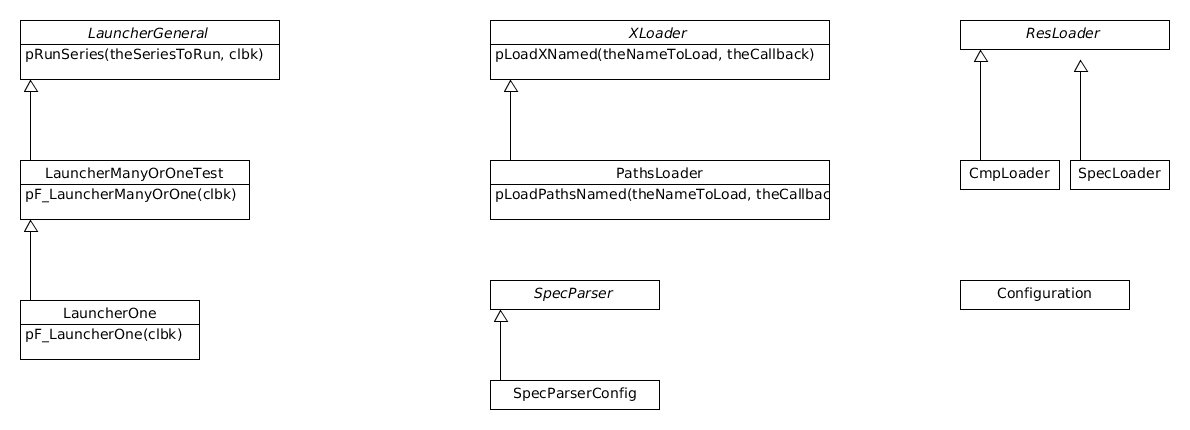 LauncherGeneral
pRunSeries(theSeriesToRun, clbk)
XLoader
pLoadXNamed(theNameToLoad, theCallback)
ResLoader
LauncherManyOrOneTest
pF_LauncherManyOrOne(clbk)
PathsLoader
pLoadPathsNamed(theNameToLoad, theCallbac
CmpLoader
SpecLoader
LauncherOne
pF_LauncherOne(clbk)
SpecParser
Configuration
SpecParserConfig